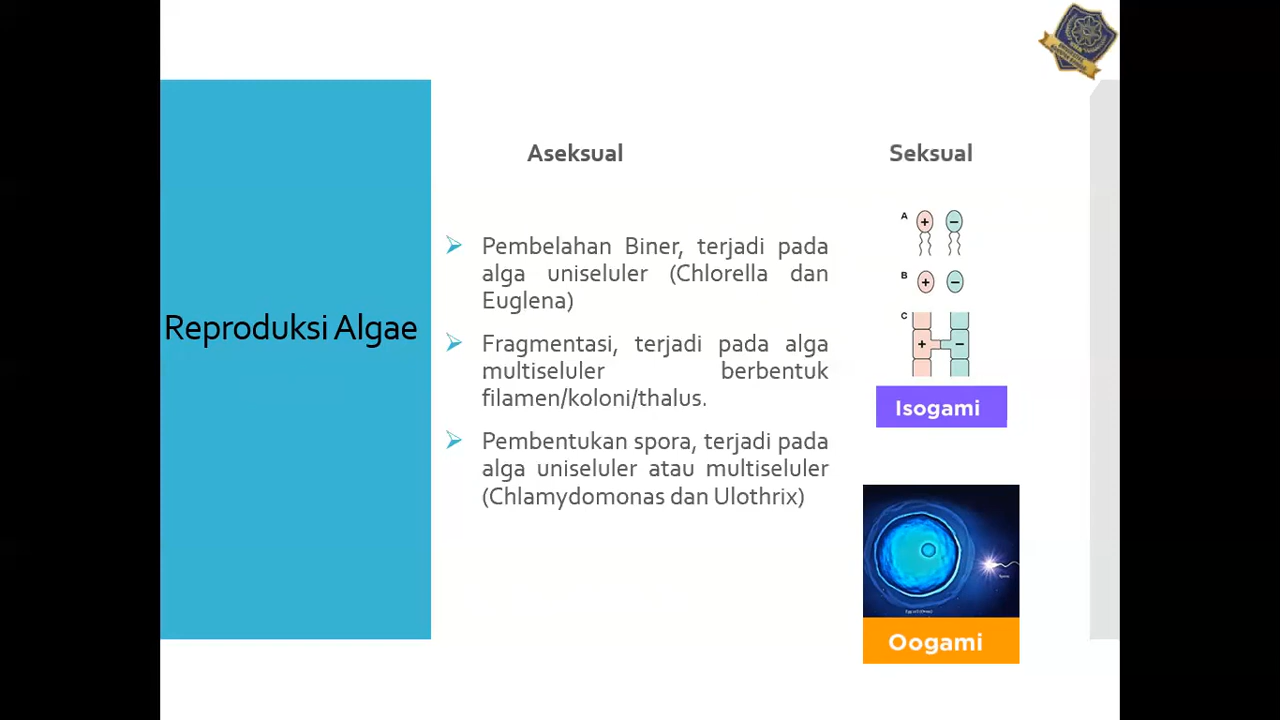 Reproduksi Algae
Aseksual
Pembelahan Biner, terjadi pada
alga uniseluler (Chlorella dan
Euglena)
Fragmentasi, terjadi pada alga
multiseluler berbentuk
filamen/koloni/thalus.
Pembentukan spora, terjadi pada
alga uniseluler atau multiseluler
(Chlamydomonas dan Ulothrix)
Seksual
A + −
B + −
C + −
Isogami
Oogami